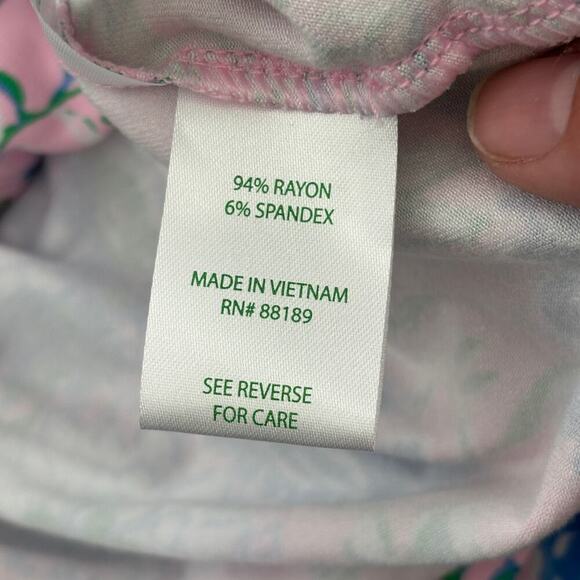 94% RAYON
6% SPANDEX
MADE IN VIETNAM
RN# 88189
SEE REVERSE
FOR CARE